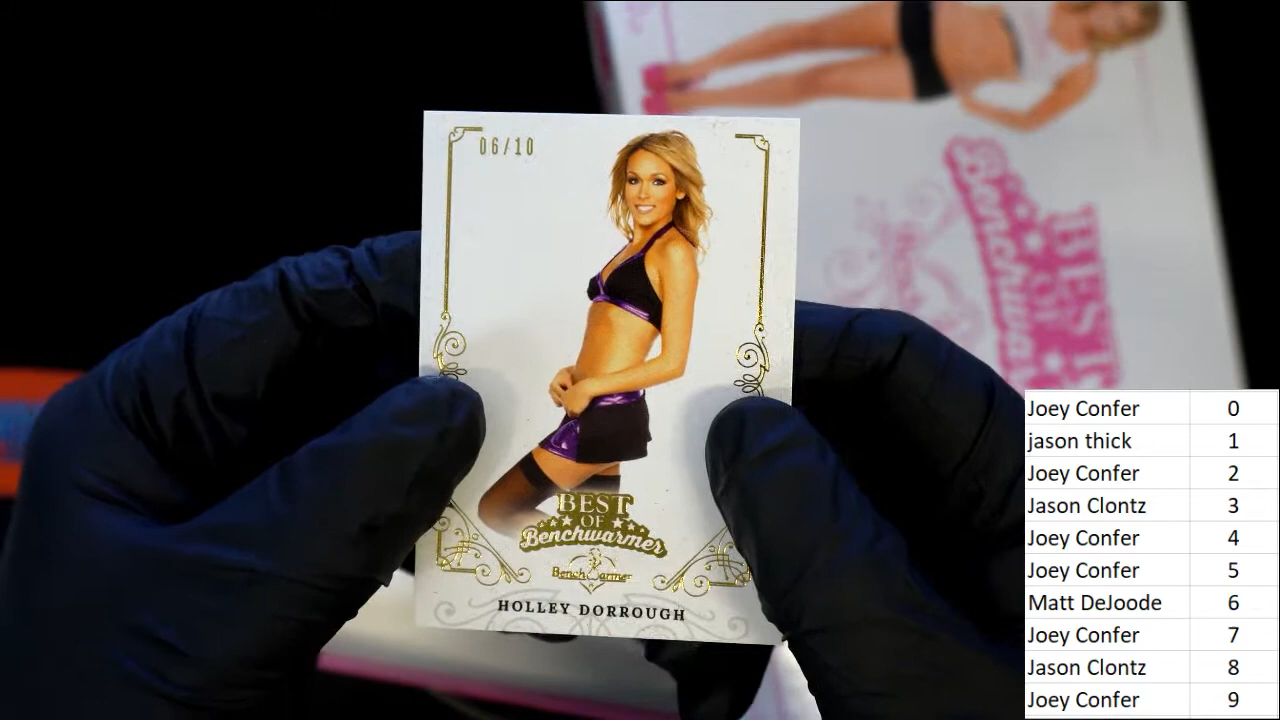 06/10
BEST
OF
Benchwarmer
BenchWarmer
HOLLEY DORROUGH
BEST
OF
Joey Confer 0
jason thick 1
Joey Confer 2
Jason Clontz 3
Joey Confer 4
Joey Confer 5
Matt DeJoode 6
Joey Confer 7
Jason Clontz 8
Joey Confer 9